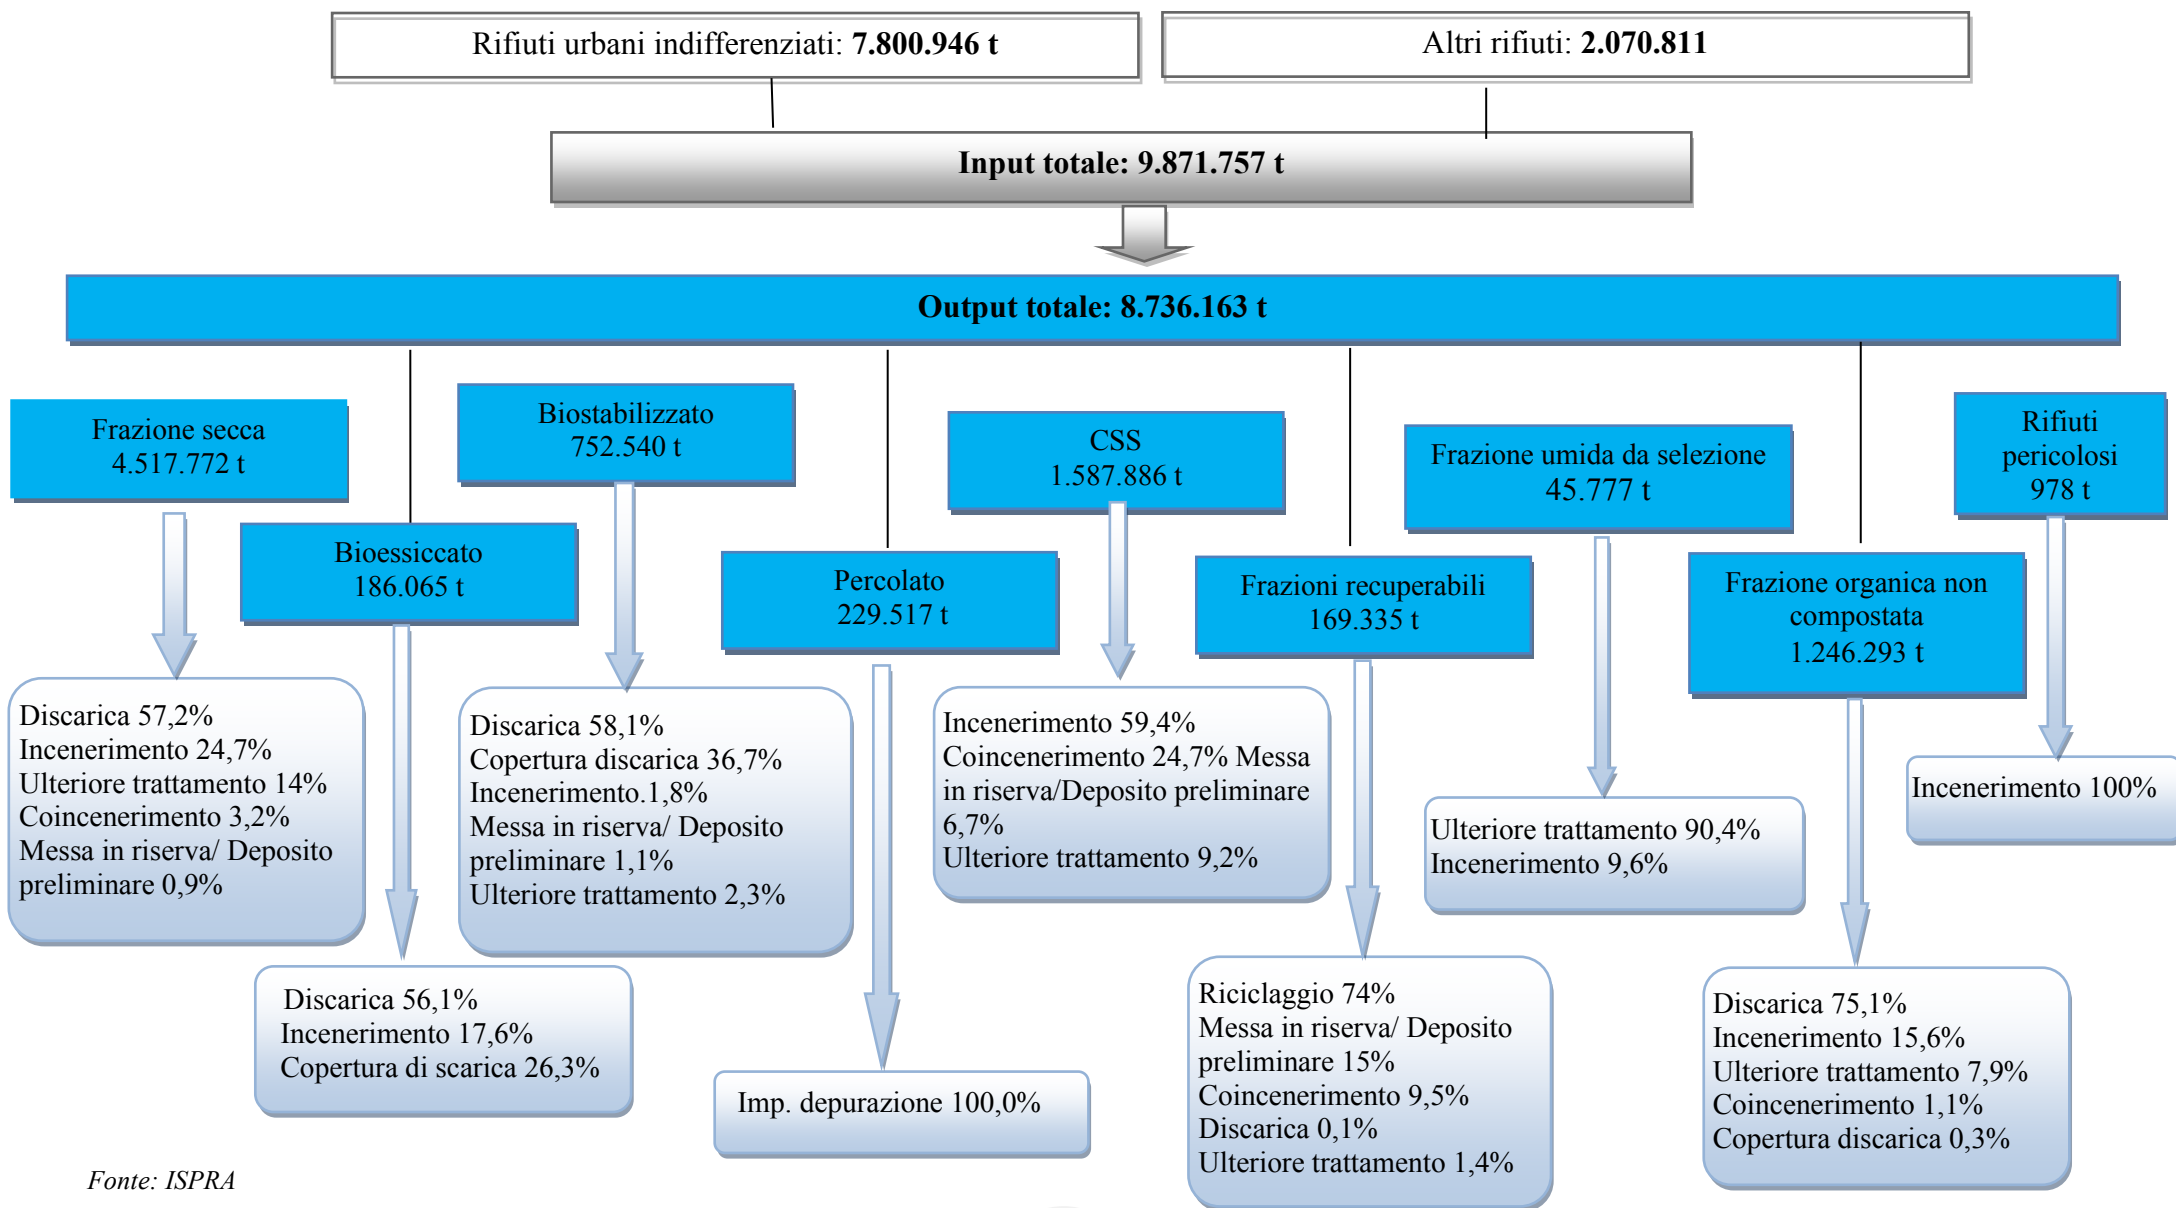 Rifiuti urbani indifferenziati: 7.800.946 t
Altri rifiuti: 2.070.811
Input totale: 9.871.757 t
Output totale: 8.736.163 t
Frazione secca
4.517.772 t
Discarica 57,2%
Incenerimento 24,7%
Ulteriore trattamento 14%
Coincenerimento 3,2%
Messa in riserva/ Deposito
preliminare 0,9%
Bioessiccato
186.065 t
Discarica 56,1%
Incenerimento 17,6%
Copertura di scarica 26,3%
Biostabilizzato
752.540 t
Discarica 58,1%
Copertura discarica 36,7%
Incenerimento.1,8%
Messa in riserva/ Deposito
preliminare 1,1%
Ulteriore trattamento 2,3%
Percolato
229.517 t
Imp. depurazione 100,0%
CSS
1.587.886 t
Incenerimento 59,4%
Coincenerimento 24,7% Messa
in riserva/Deposito preliminare
6,7%
Ulteriore trattamento 9,2%
Frazioni recuperabili
169.335 t
Riciclaggio 74%
Messa in riserva/ Deposito
preliminare 15%
Coincenerimento 9,5%
Discarica 0,1%
Ulteriore trattamento 1,4%
Frazione umida da selezione
45.777 t
Ulteriore trattamento 90,4%
Incenerimento 9,6%
Frazione organica non
compostata
1.246.293 t
Discarica 75,1%
Incenerimento 15,6%
Ulteriore trattamento 7,9%
Coincenerimento 1,1%
Copertura discarica 0,3%
Rifiuti
pericolosi
978 t
Incenerimento 100%
Fonte: ISPRA